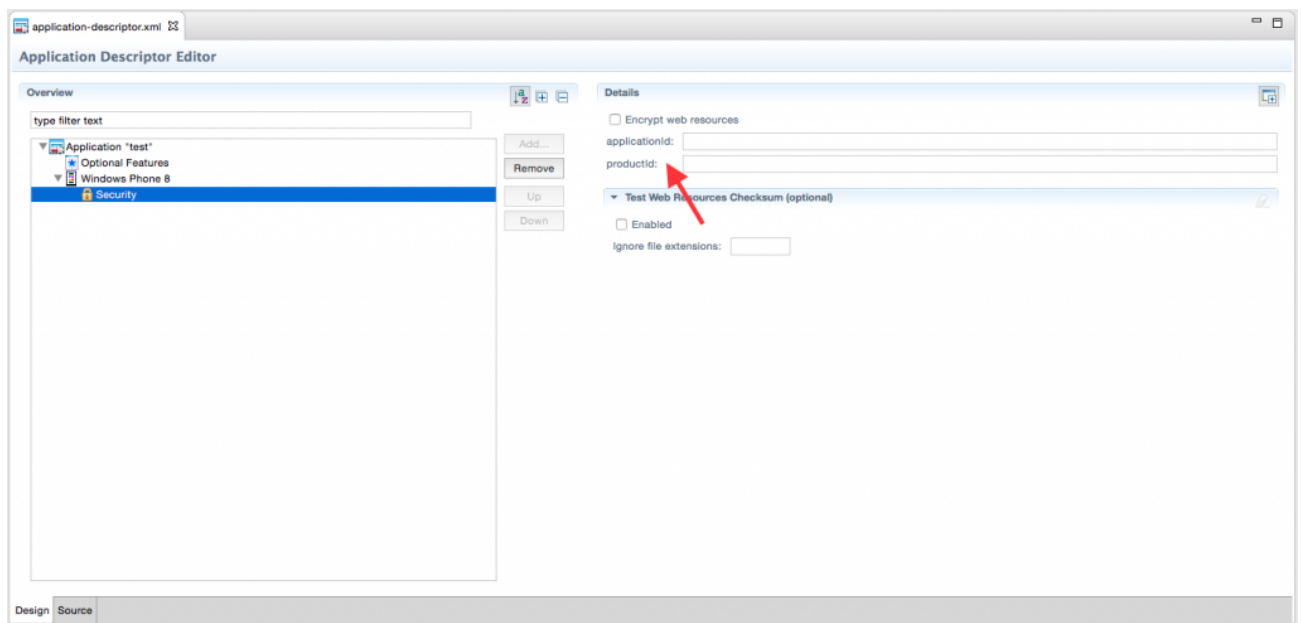 application-descriptor.xml
Application Descriptor Editor
Overview
type filter text
Application "test"
Optional Features
Windows Phone 8
Security
Add...
Remove
Up
Down
Details
Encrypt web resources
applicationId:
productId:
Test Web Resources Checksum (optional)
Enabled
Ignore file extensions:
Design Source